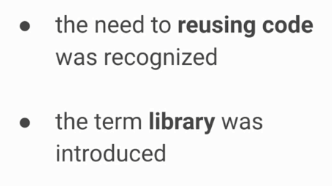 ● the need to reusing code
was recognized
● the term library was
introduced